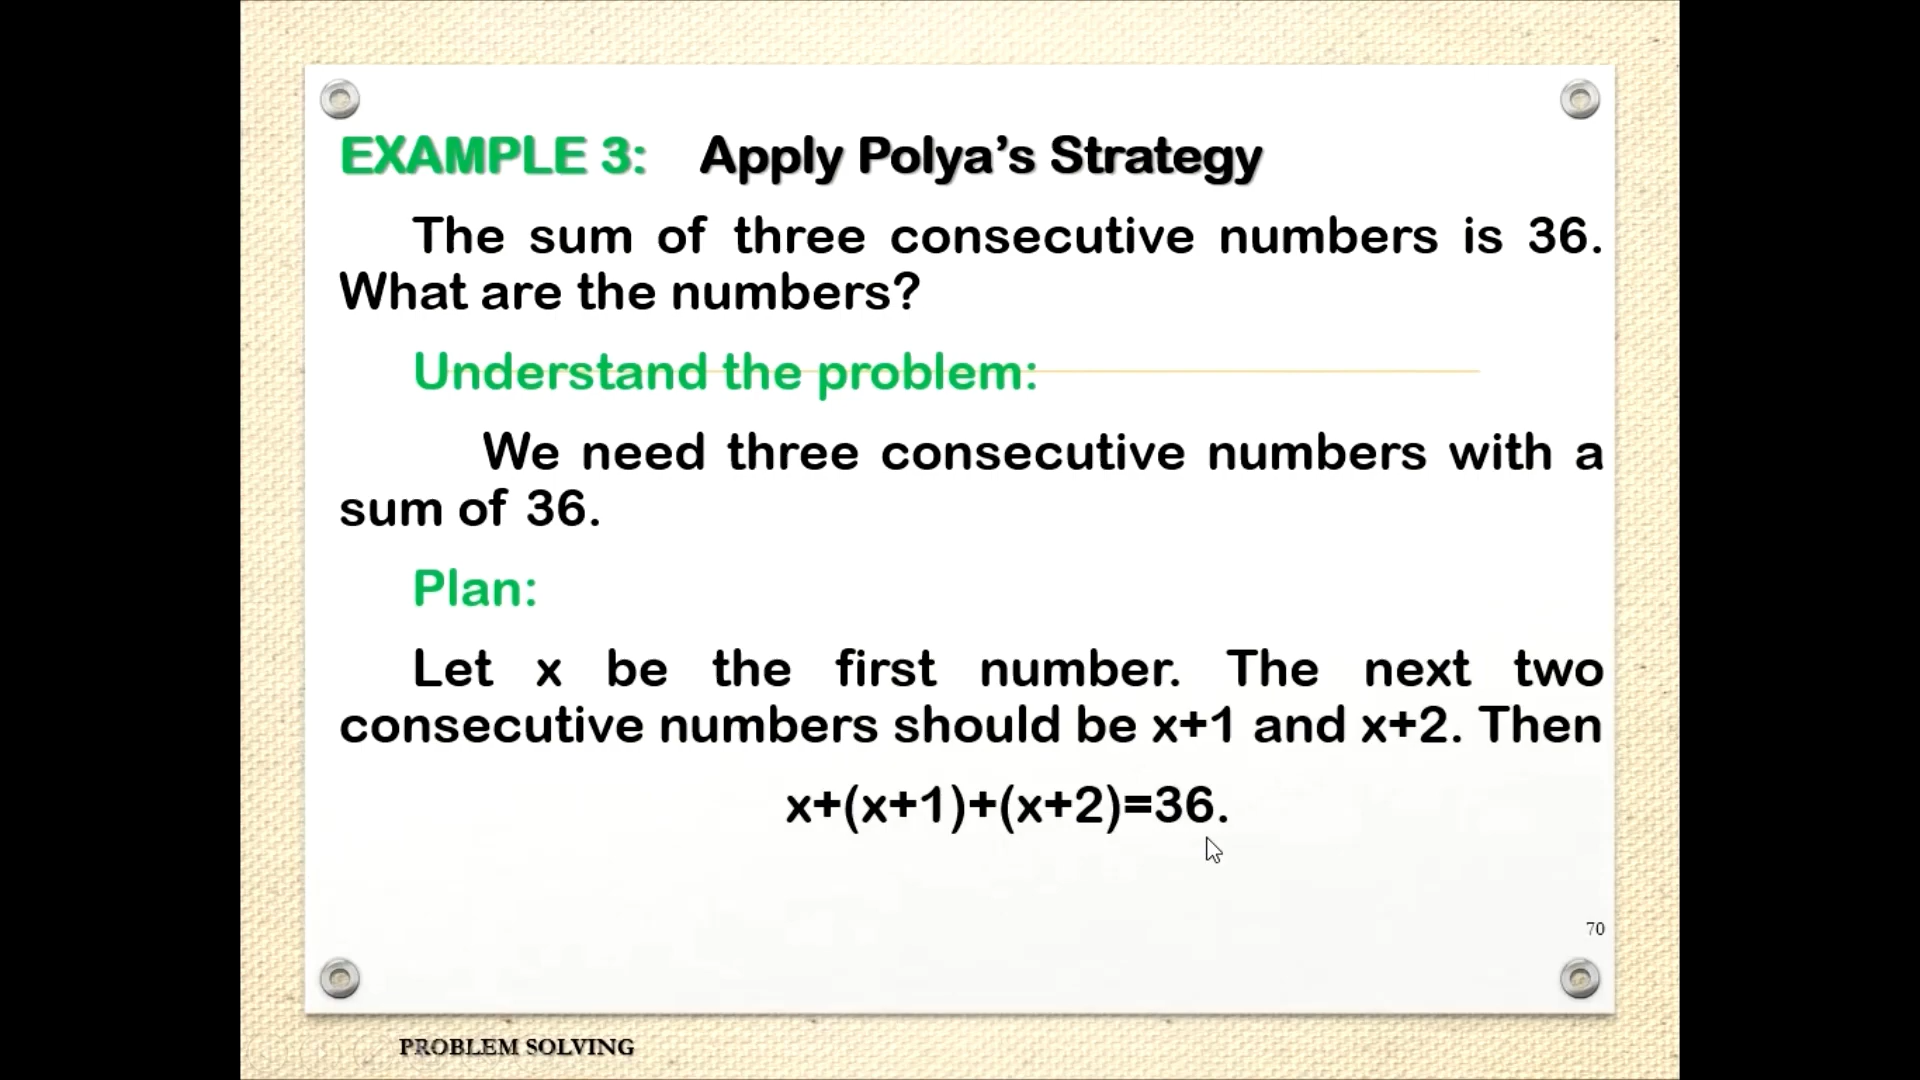 EXAMPLE 3: Apply Polya’s Strategy
The sum of three consecutive numbers is 36.
What are the numbers?
Understand the problem:
We need three consecutive numbers with a
sum of 36.
Plan:
Let x be the first number. The next two
consecutive numbers should be x+1 and x+2. Then
x+(x+1)+(x+2)=36.
70
PROBLEM SOLVING